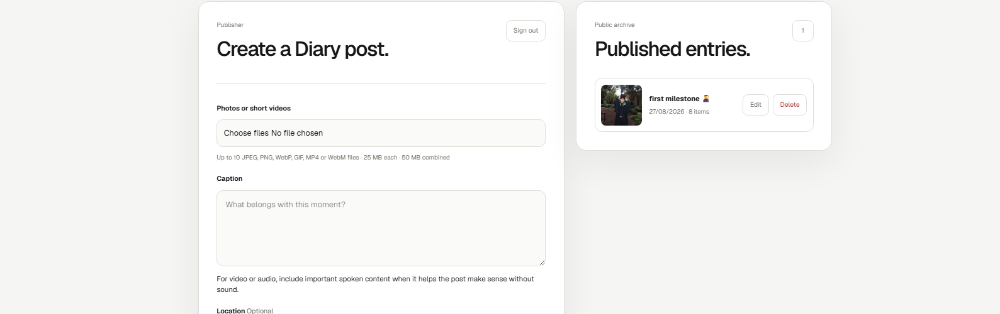 Publisher
Sign out
Create a Diary post.
Photos or short videos
Choose files No file chosen
Up to 10 JPEG, PNG, WebP, GIF, MP4 or WebM files · 25 MB each · 50 MB combined
Caption
What belongs with this moment?
For video or audio, include important spoken content when it helps the post make sense without
sound.
Location Optional
Public archive
1
Published entries.
first milestone 👨‍🎓
27/08/2026 · 8 items
Edit
Delete